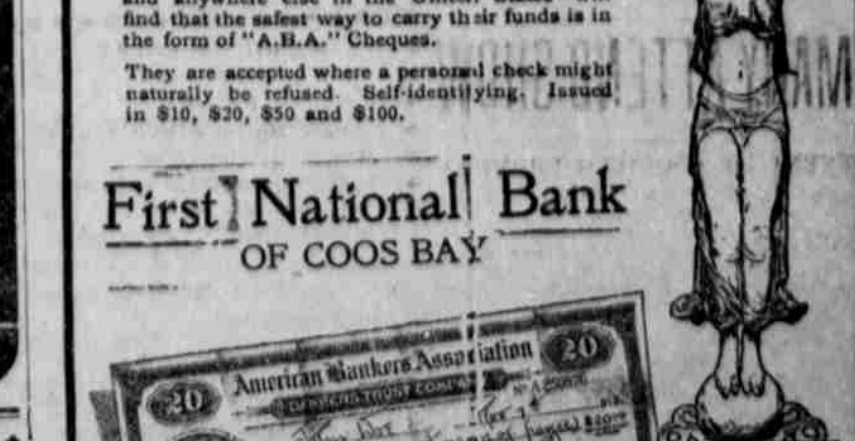 find that the safest way to carry their funds is in
the form of "A.B.A." Cheques.
They are accepted where a personal check might
naturally be refused. Self-identifying. Issued
in $10, $20, $50 and $100.
First National Bank
OF COOS BAY
20 American Bankers Association 20